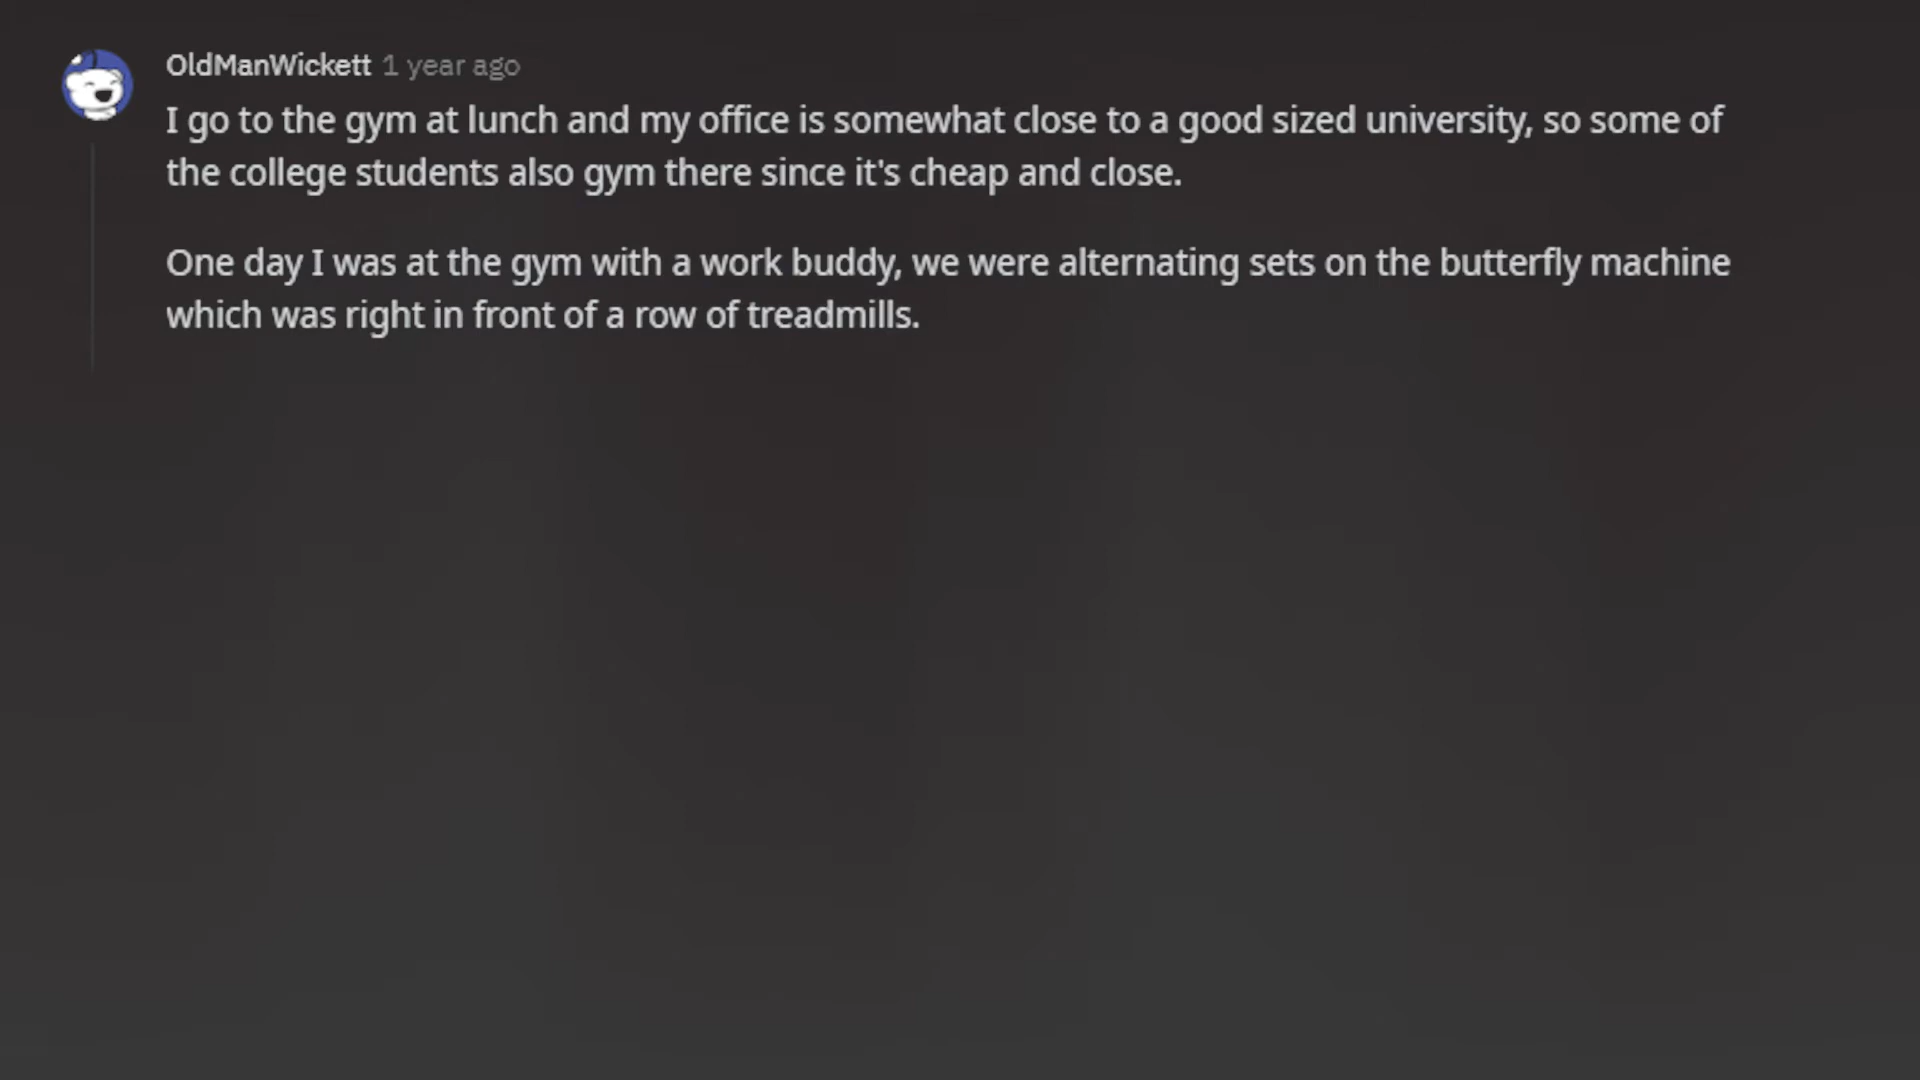 OldManWickett 1 year ago
I go to the gym at lunch and my office is somewhat close to a good sized university, so some of
the college students also gym there since it's cheap and close.
One day I was at the gym with a work buddy, we were alternating sets on the butterfly machine
which was right in front of a row of treadmills.